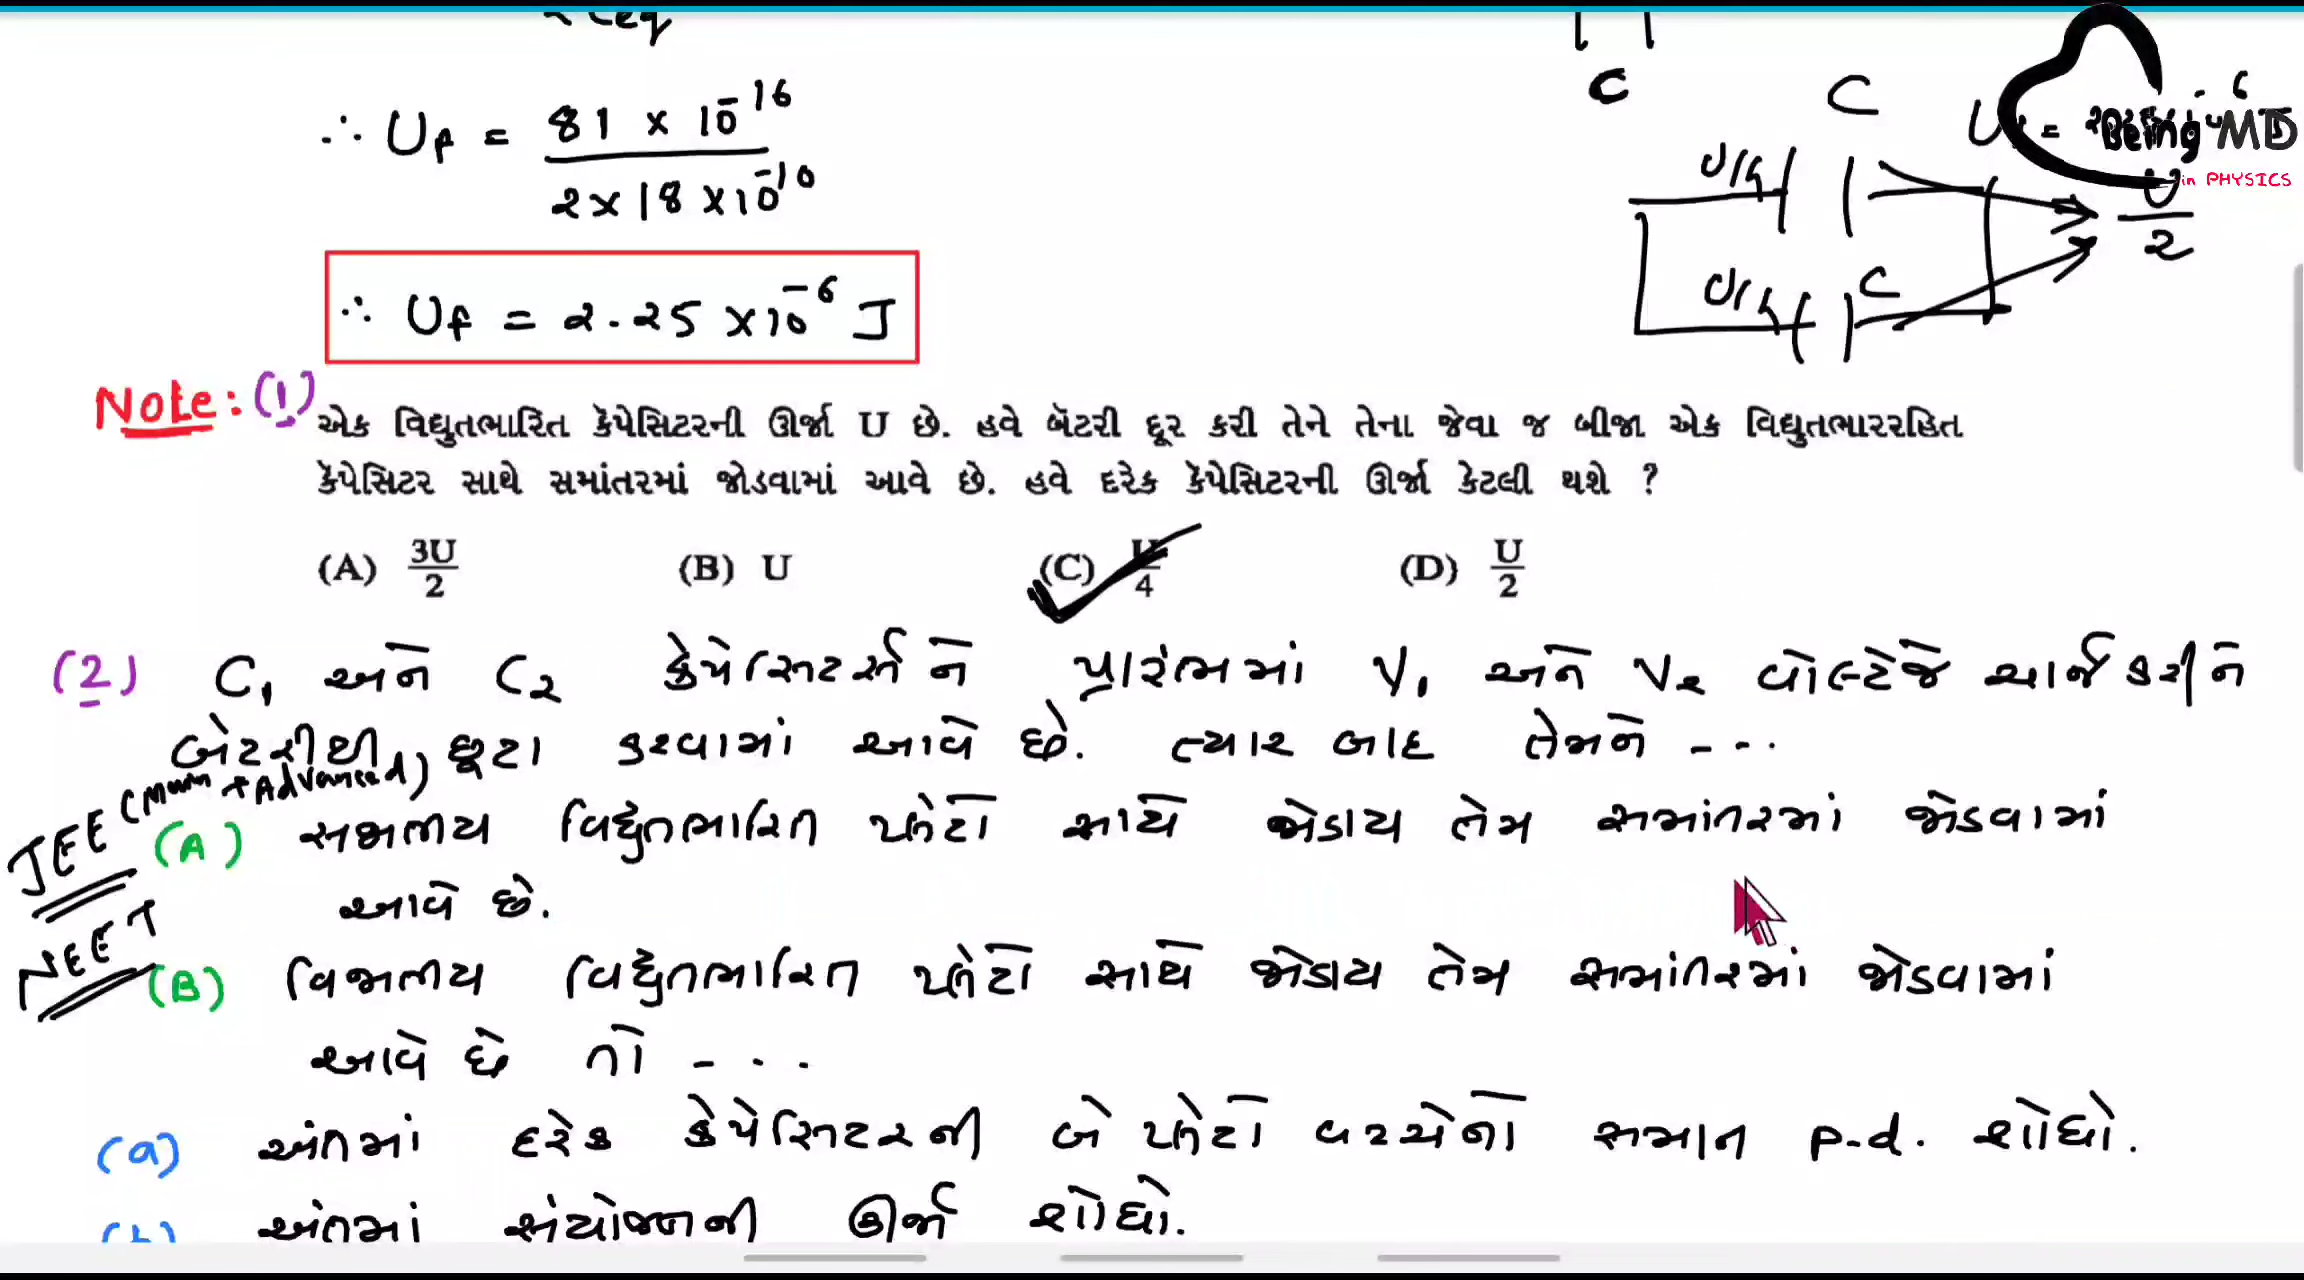 C
C
∴ Uf = 81 × 10^-16 / 2 × 18 × 10^-10
U/4
Being MD
in PHYSICS
U/2
U/4 C
∴ Uf = 2.25 × 10^-6 J
Note: (1) એક વિદ્યુતભારિત કૅપેસિટરની ઊર્જા U છે. હવે બૅટરી દૂર કરી તેને તેના જેવા જ બીજા એક વિદ્યુતભારરહિત
કૅપેસિટર સાથે સમાંતરમાં જોડવામાં આવે છે. હવે દરેક કૅપેસિટરની ઊર્જા કેટલી થશે ?
(A) 3U/2 (B) U (C) U/4 (D) U/2
(2) C₁ અને C₂ કેપેસિટર્સને પ્રારંભમાં V₁ અને V₂ વોલ્ટેજે ચાર્જ કરીને
બેટરીથી છૂટા કરવામાં આવે છે. ત્યાર બાદ તેમને ---
JEE (Main + Advanced)
(A) સજાતીય વિદ્યુતભારિત પ્લેટો સાથે જોડાય તેમ સમાંતરમાં જોડવામાં
આવે છે.
NEET
(B) વિજાતીય વિદ્યુતભારિત પ્લેટો સાથે જોડાય તેમ સમાંતરમાં જોડવામાં
આવે છે તો - - - -
(a) અંતમાં દરેક કેપેસિટરની બે પ્લેટો વચ્ચેનો સમાન p.d. શોધો.
(b) અંતમાં સંયોજનની ઊર્જા શોધો.